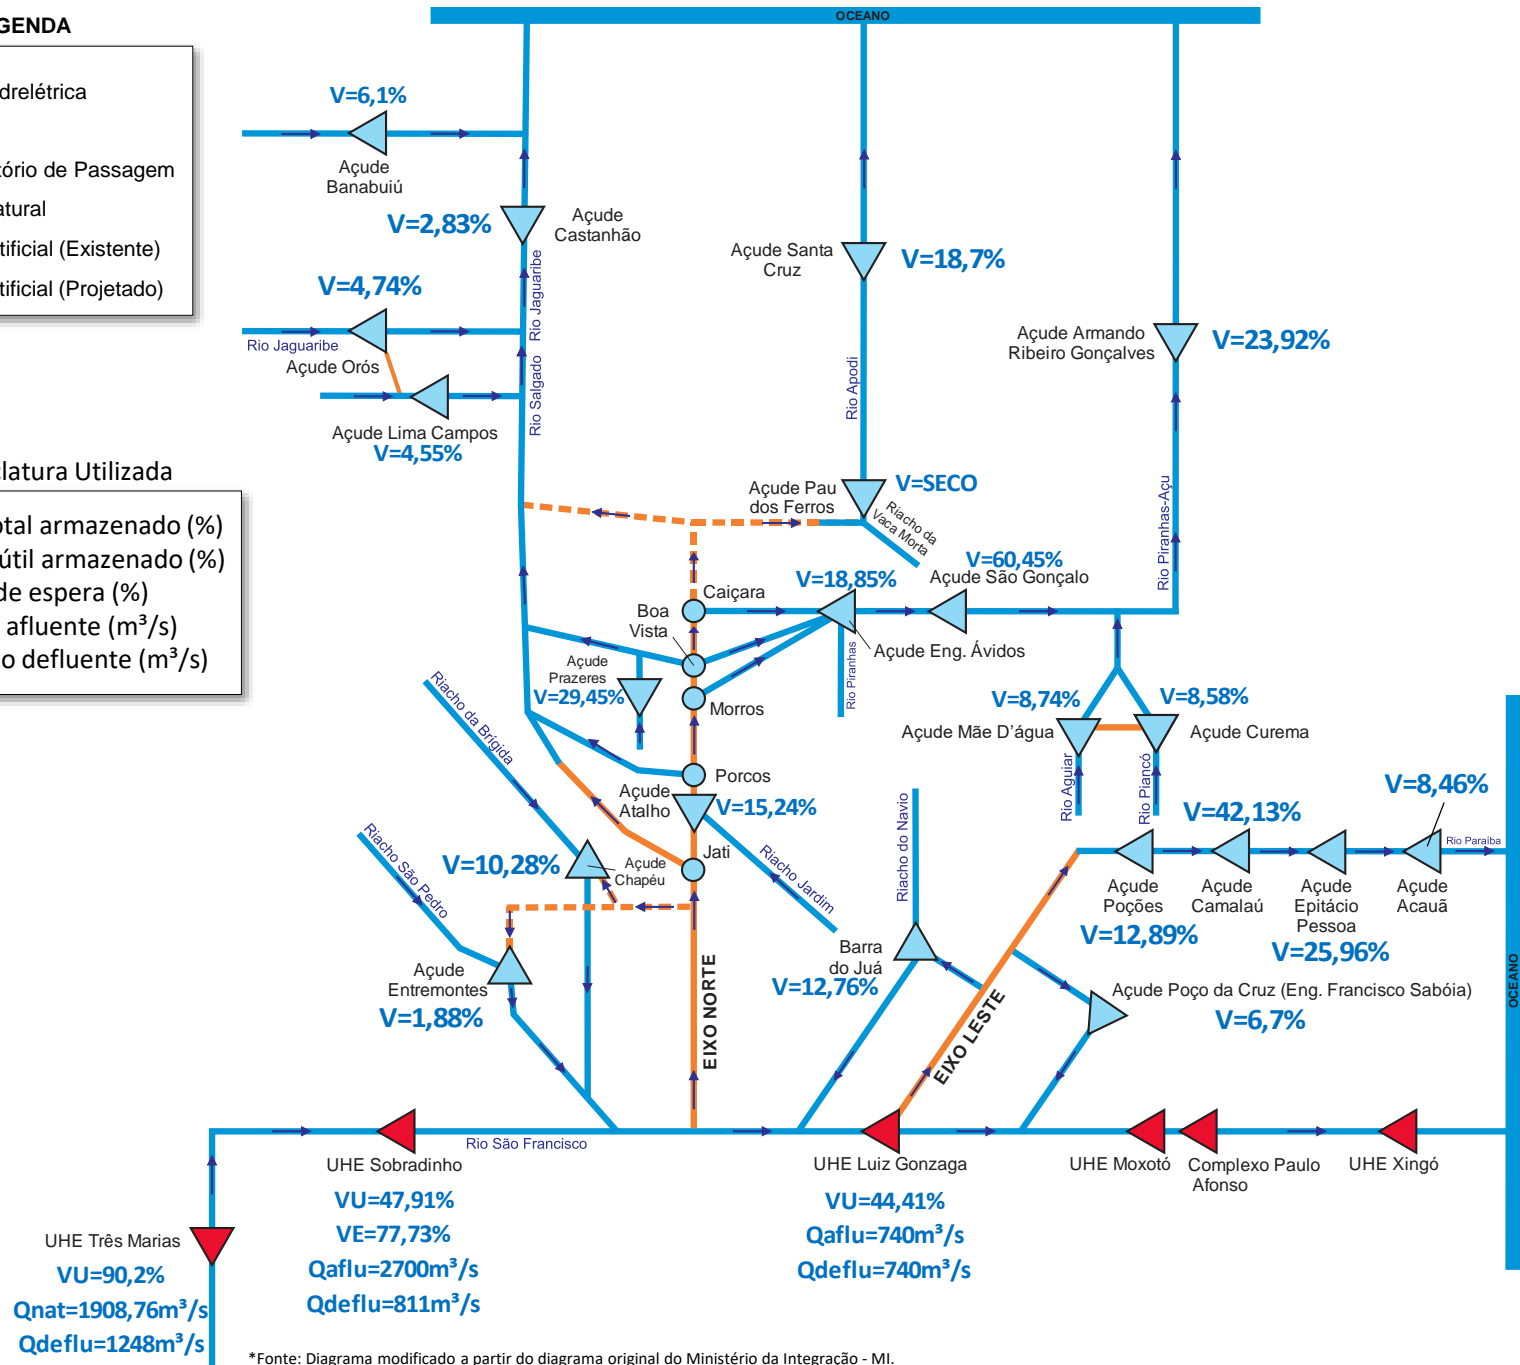 GENDA
drelétrica
tório de Passagem
atural
tificial (Existente)
tificial (Projetado)
clatura Utilizada
otal armazenado (%)
útil armazenado (%)
de espera (%)
afluente (m³/s)
o defluente (m³/s)
OCEANO
V=6,1%
Açude
Banabuiú
V=2,83%
Açude
Castanhão
Rio Jaguaribe
V=4,74%
Rio Jaguaribe
Açude Orós
Rio Salgado
Açude Lima Campos
V=4,55%
Açude Santa
Cruz
V=18,7%
Rio Apodi
Açude Armando
Ribeiro Gonçalves
V=23,92%
Rio Piranhas-Açu
Açude Pau
dos Ferros
V=SECO
Riacho da
Vaca Morta
V=60,45%
Açude São Gonçalo
V=18,85%
Açude Eng. Ávidos
Rio Piranhas
Caiçara
Boa
Vista
Morros
Açude
Prazeres
V=29,45%
Porcos
Açude
Atalho
V=15,24%
Jati
Riacho Jardim
Riacho da Brígida
Riacho São Pedro
V=10,28%
Açude
Chapéu
Açude
Entremontes
V=1,88%
EIXO NORTE
V=8,74%
V=8,58%
Açude Mãe D'água
Açude Curema
Rio Aguiar
Rio Piancó
V=8,46%
V=42,13%
Rio Paraiba
Açude
Poções
V=12,89%
Açude
Camalaú
Açude
Epitácio
Pessoa
V=25,96%
Açude
Acauã
Riacho do Navio
Barra
do Juá
V=12,76%
EIXO LESTE
Açude Poço da Cruz (Eng. Francisco Sabóia)
V=6,7%
OCEANO
Rio São Francisco
UHE Sobradinho
VU=47,91%
VE=77,73%
Qaflu=2700m³/s
Qdeflu=811m³/s
UHE Luiz Gonzaga
VU=44,41%
Qaflu=740m³/s
Qdeflu=740m³/s
UHE Moxotó
Complexo Paulo
Afonso
UHE Xingó
UHE Três Marias
VU=90,2%
Qnat=1908,76m³/s
Qdeflu=1248m³/s
*Fonte: Diagrama modificado a partir do diagrama original do Ministério da Integração - MI.